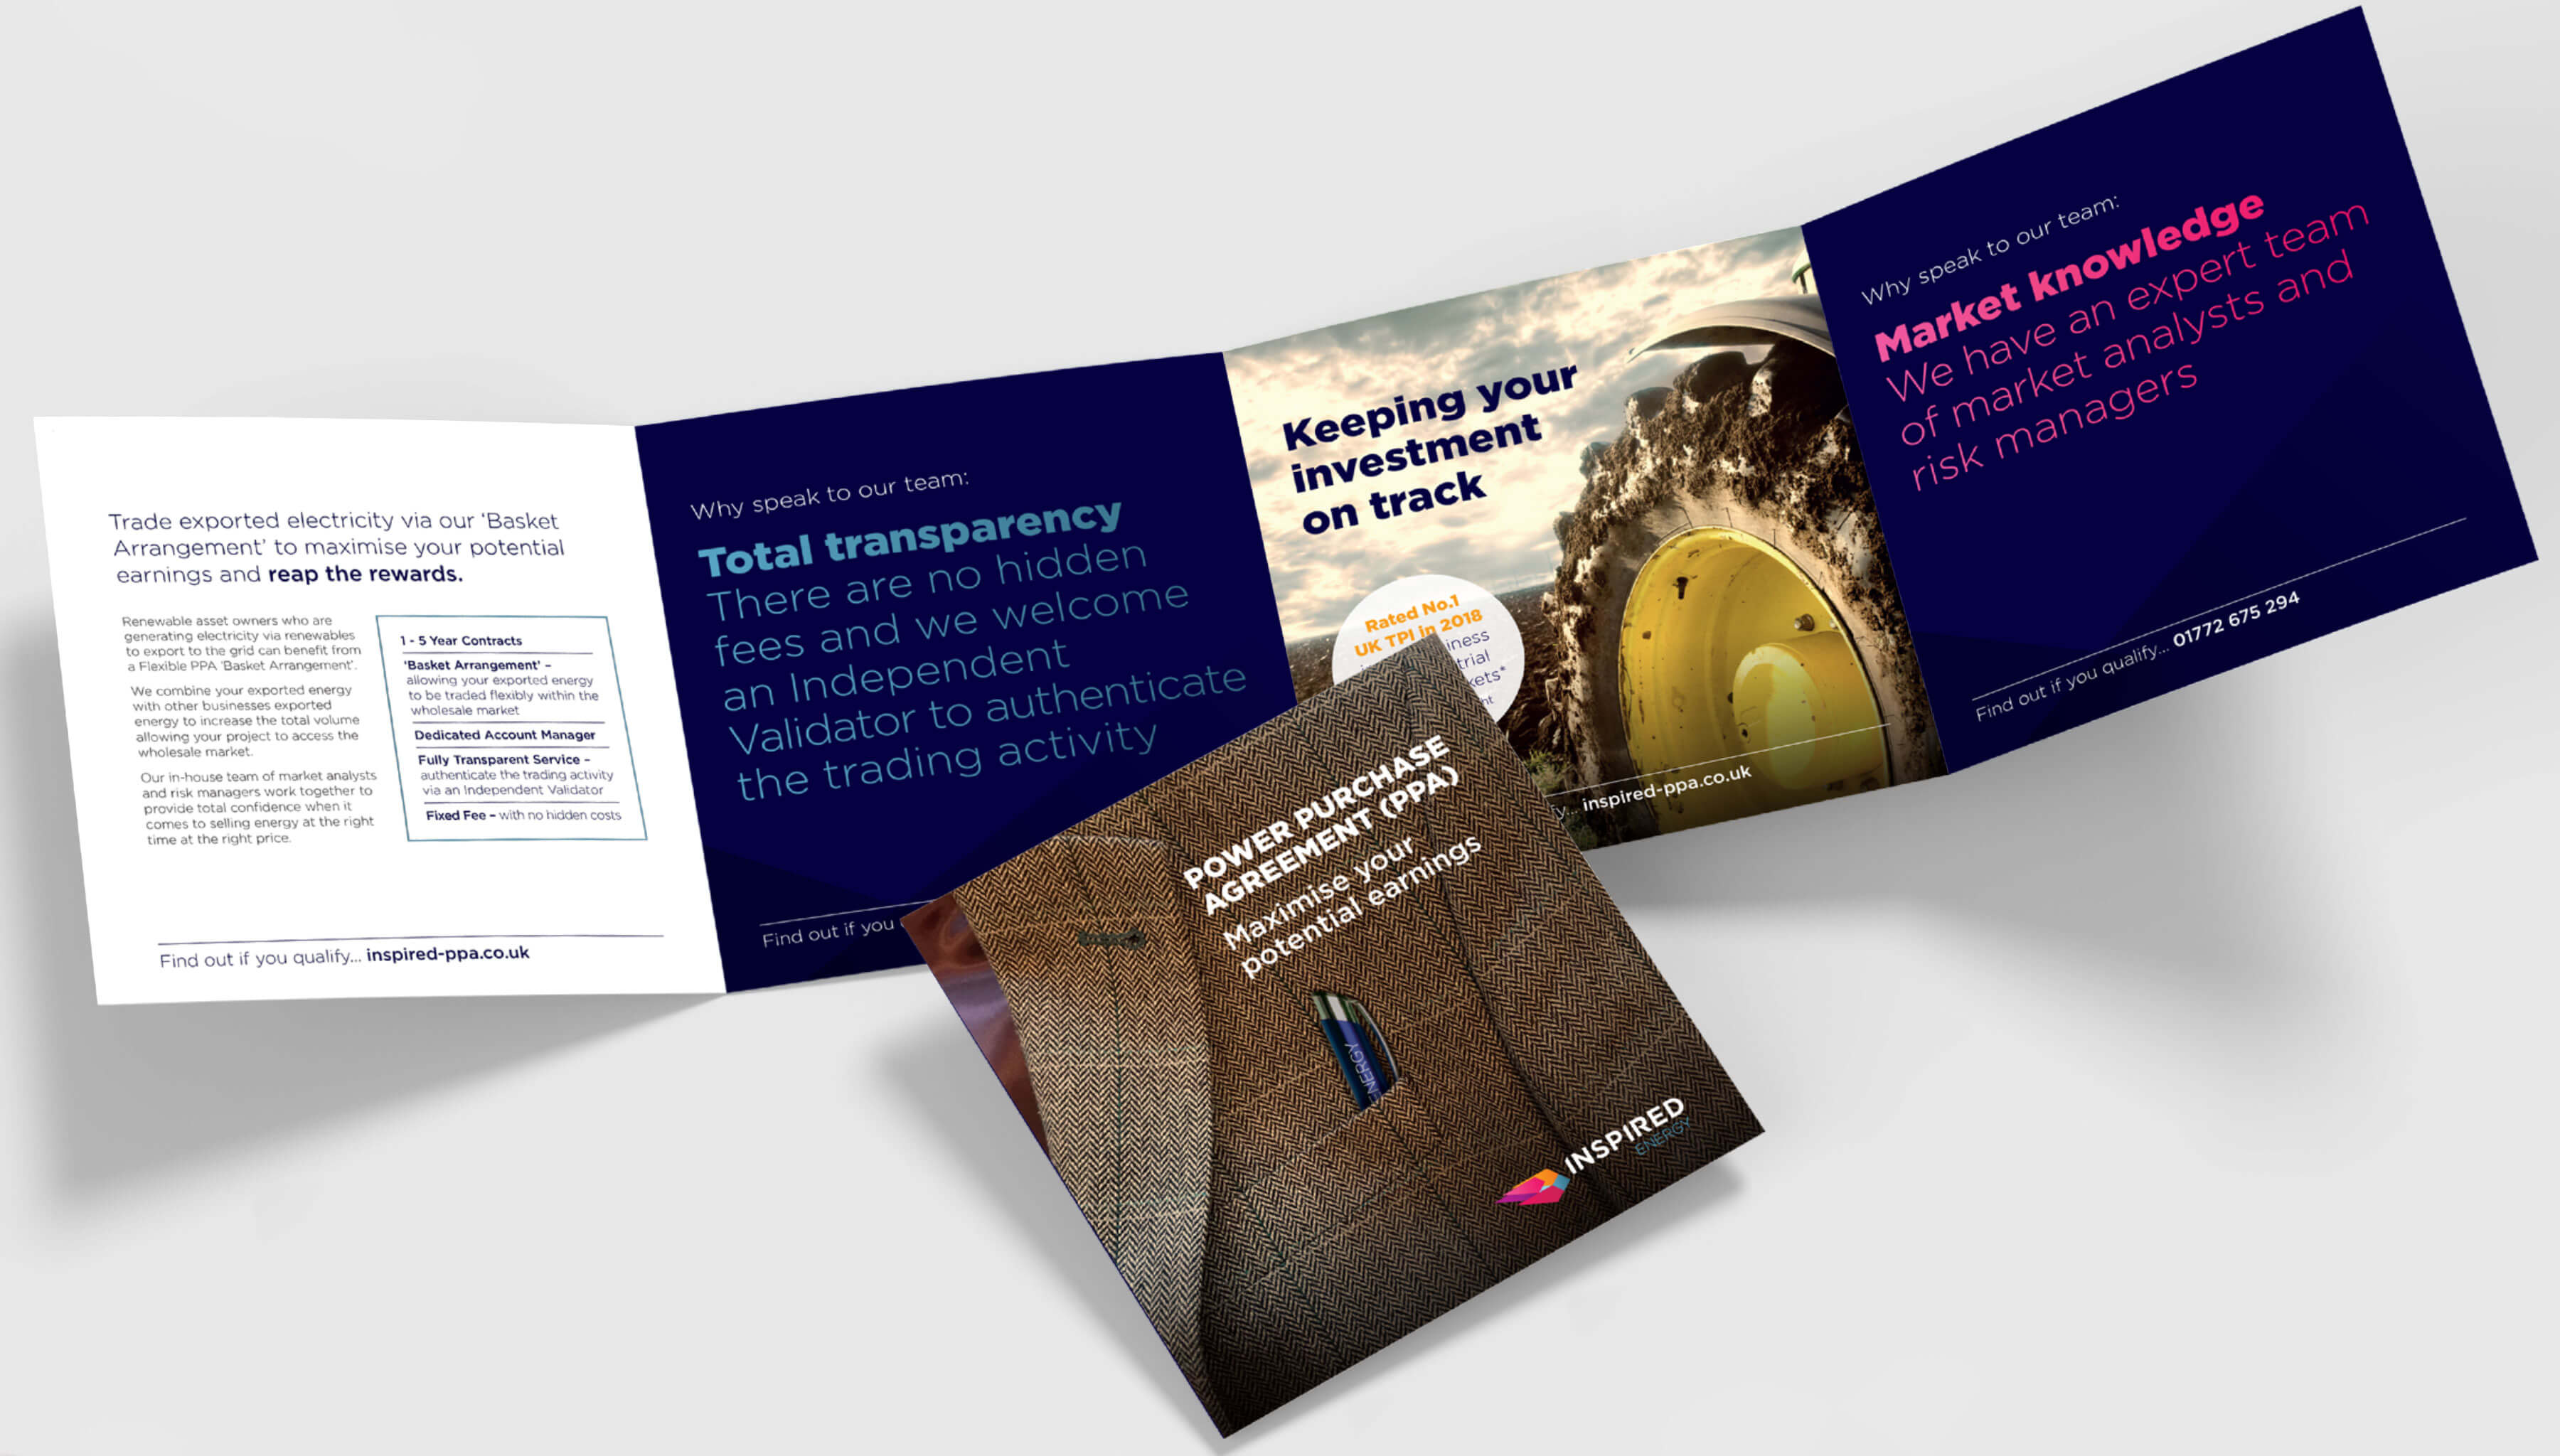 Trade exported electricity via our ‘Basket
Arrangement’ to maximise your potential
earnings and reap the rewards.
Renewable asset owners who are
generating electricity via renewables
to export to the grid can benefit from
a Flexible PPA ‘Basket Arrangement’.
We combine your exported energy
with other businesses exported
energy to increase the total volume
allowing your project to access the
wholesale market.
Our in-house team of market analysts
and risk managers work together to
provide total confidence when it
comes to selling energy at the right
time at the right price.
1 - 5 Year Contracts
‘Basket Arrangement’ –
allowing your exported energy
to be traded flexibly within the
wholesale market
Dedicated Account Manager
Fully Transparent Service –
authenticate the trading activity
via an Independent Validator
Fixed Fee – with no hidden costs
Find out if you qualify... inspired-ppa.co.uk
Why speak to our team:
Total transparency
There are no hidden
fees and we welcome
an Independent
Validator to authenticate
the trading activity
Find out if you
Keeping your
investment
on track
Rated No.1
UK TPI in 2018
inspired-ppa.co.uk
Why speak to our team:
Market knowledge
We have an expert team
of market analysts and
risk managers
Find out if you qualify... 01772 675 294
POWER PURCHASE
AGREEMENT (PPA)
Maximise your
potential earnings
NERGY
INSPIRED
ENERGY